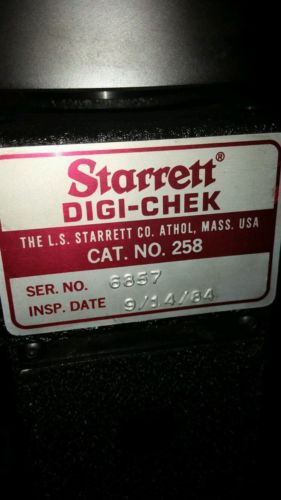 Starrett®
DIGI-CHEK
THE L.S. STARRETT CO. ATHOL, MASS. USA
CAT. NO. 258
SER. NO. 6857
INSP. DATE 9/14/84